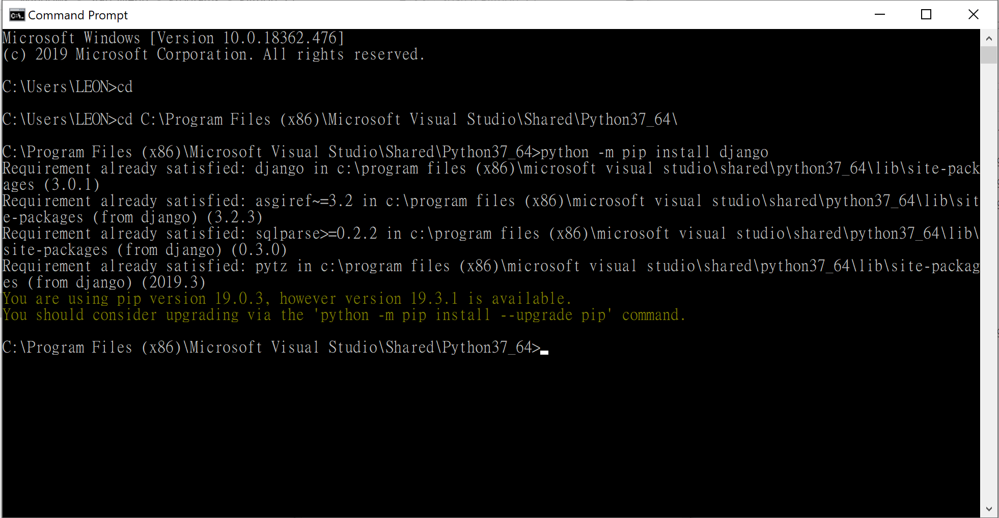 Command Prompt
Microsoft Windows [Version 10.0.18362.476]
(c) 2019 Microsoft Corporation. All rights reserved.
C:\Users\LEON>cd
C:\Users\LEON>cd C:\Program Files (x86)\Microsoft Visual Studio\Shared\Python37_64\
C:\Program Files (x86)\Microsoft Visual Studio\Shared\Python37_64>python -m pip install django
Requirement already satisfied: django in c:\program files (x86)\microsoft visual studio\shared\python37_64\lib\site-pack
ages (3.0.1)
Requirement already satisfied: asgiref~=3.2 in c:\program files (x86)\microsoft visual studio\shared\python37_64\lib\sit
e-packages (from django) (3.2.3)
Requirement already satisfied: sqlparse>=0.2.2 in c:\program files (x86)\microsoft visual studio\shared\python37_64\lib\
site-packages (from django) (0.3.0)
Requirement already satisfied: pytz in c:\program files (x86)\microsoft visual studio\shared\python37_64\lib\site-packag
es (from django) (2019.3)
You are using pip version 19.0.3, however version 19.3.1 is available.
You should consider upgrading via the 'python -m pip install --upgrade pip' command.
C:\Program Files (x86)\Microsoft Visual Studio\Shared\Python37_64>